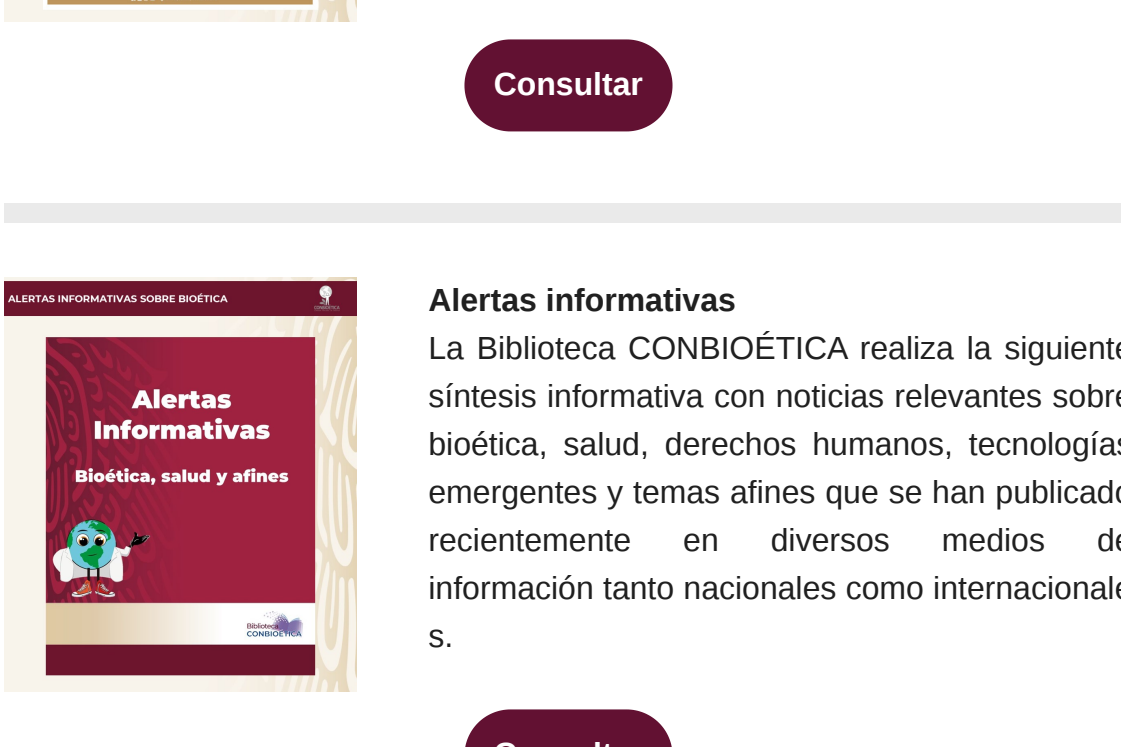 Consultar
ALERTAS INFORMATIVAS SOBRE BIOÉTICA
CONBIOÉTICA
Alertas
Informativas
Bioética, salud y afines
Biblioteca
CONBIOÉTICA
Alertas informativas
La Biblioteca CONBIOÉTICA realiza la siguiente
síntesis informativa con noticias relevantes sobre
bioética, salud, derechos humanos, tecnologías
emergentes y temas afines que se han publicado
recientemente en diversos medios de
información tanto nacionales como internacionale
s.
Consultar